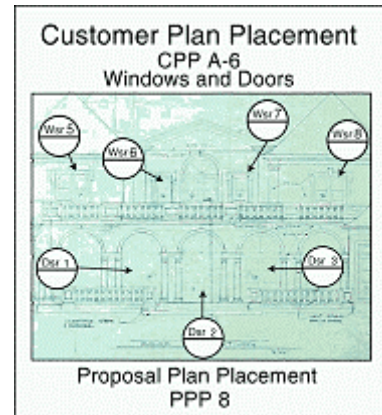 Customer Plan Placement
CPP A-6
Windows and Doors
Wsr 5
Wsr 6
Wsr 7
Wsr 8
Dsr 1
Dsr 2
Dsr 3
Proposal Plan Placement
PPP 8